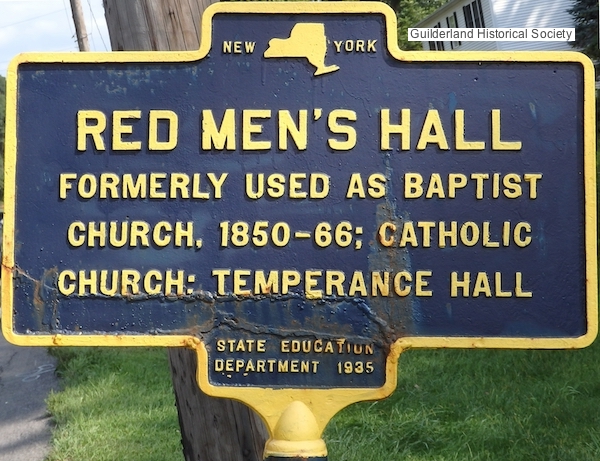 Guilderland Historical Society
NEW YORK
RED MEN'S HALL
FORMERLY USED AS BAPTIST
CHURCH, 1850-66; CATHOLIC
CHURCH: TEMPERANCE HALL
STATE EDUCATION
DEPARTMENT 1935